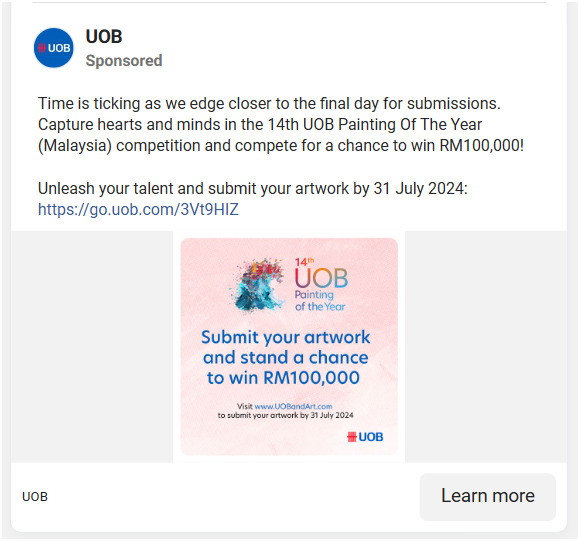 UOB
UOB
Sponsored
Time is ticking as we edge closer to the final day for submissions.
Capture hearts and minds in the 14th UOB Painting Of The Year
(Malaysia) competition and compete for a chance to win RM100,000!
Unleash your talent and submit your artwork by 31 July 2024:
https://go.uob.com/3Vt9HIZ
14th
UOB
Painting
of the Year
Submit your artwork
and stand a chance
to win RM100,000
Visit www.UOBandArt.com
to submit your artwork by 31 July 2024
UOB
UOB
Learn more